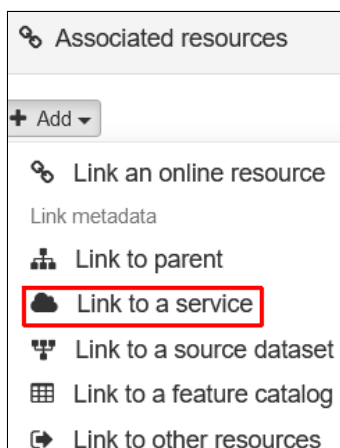 Associated resources
Add
Link an online resource
Link metadata
Link to parent
Link to a service
Link to a source dataset
Link to a feature catalog
Link to other resources